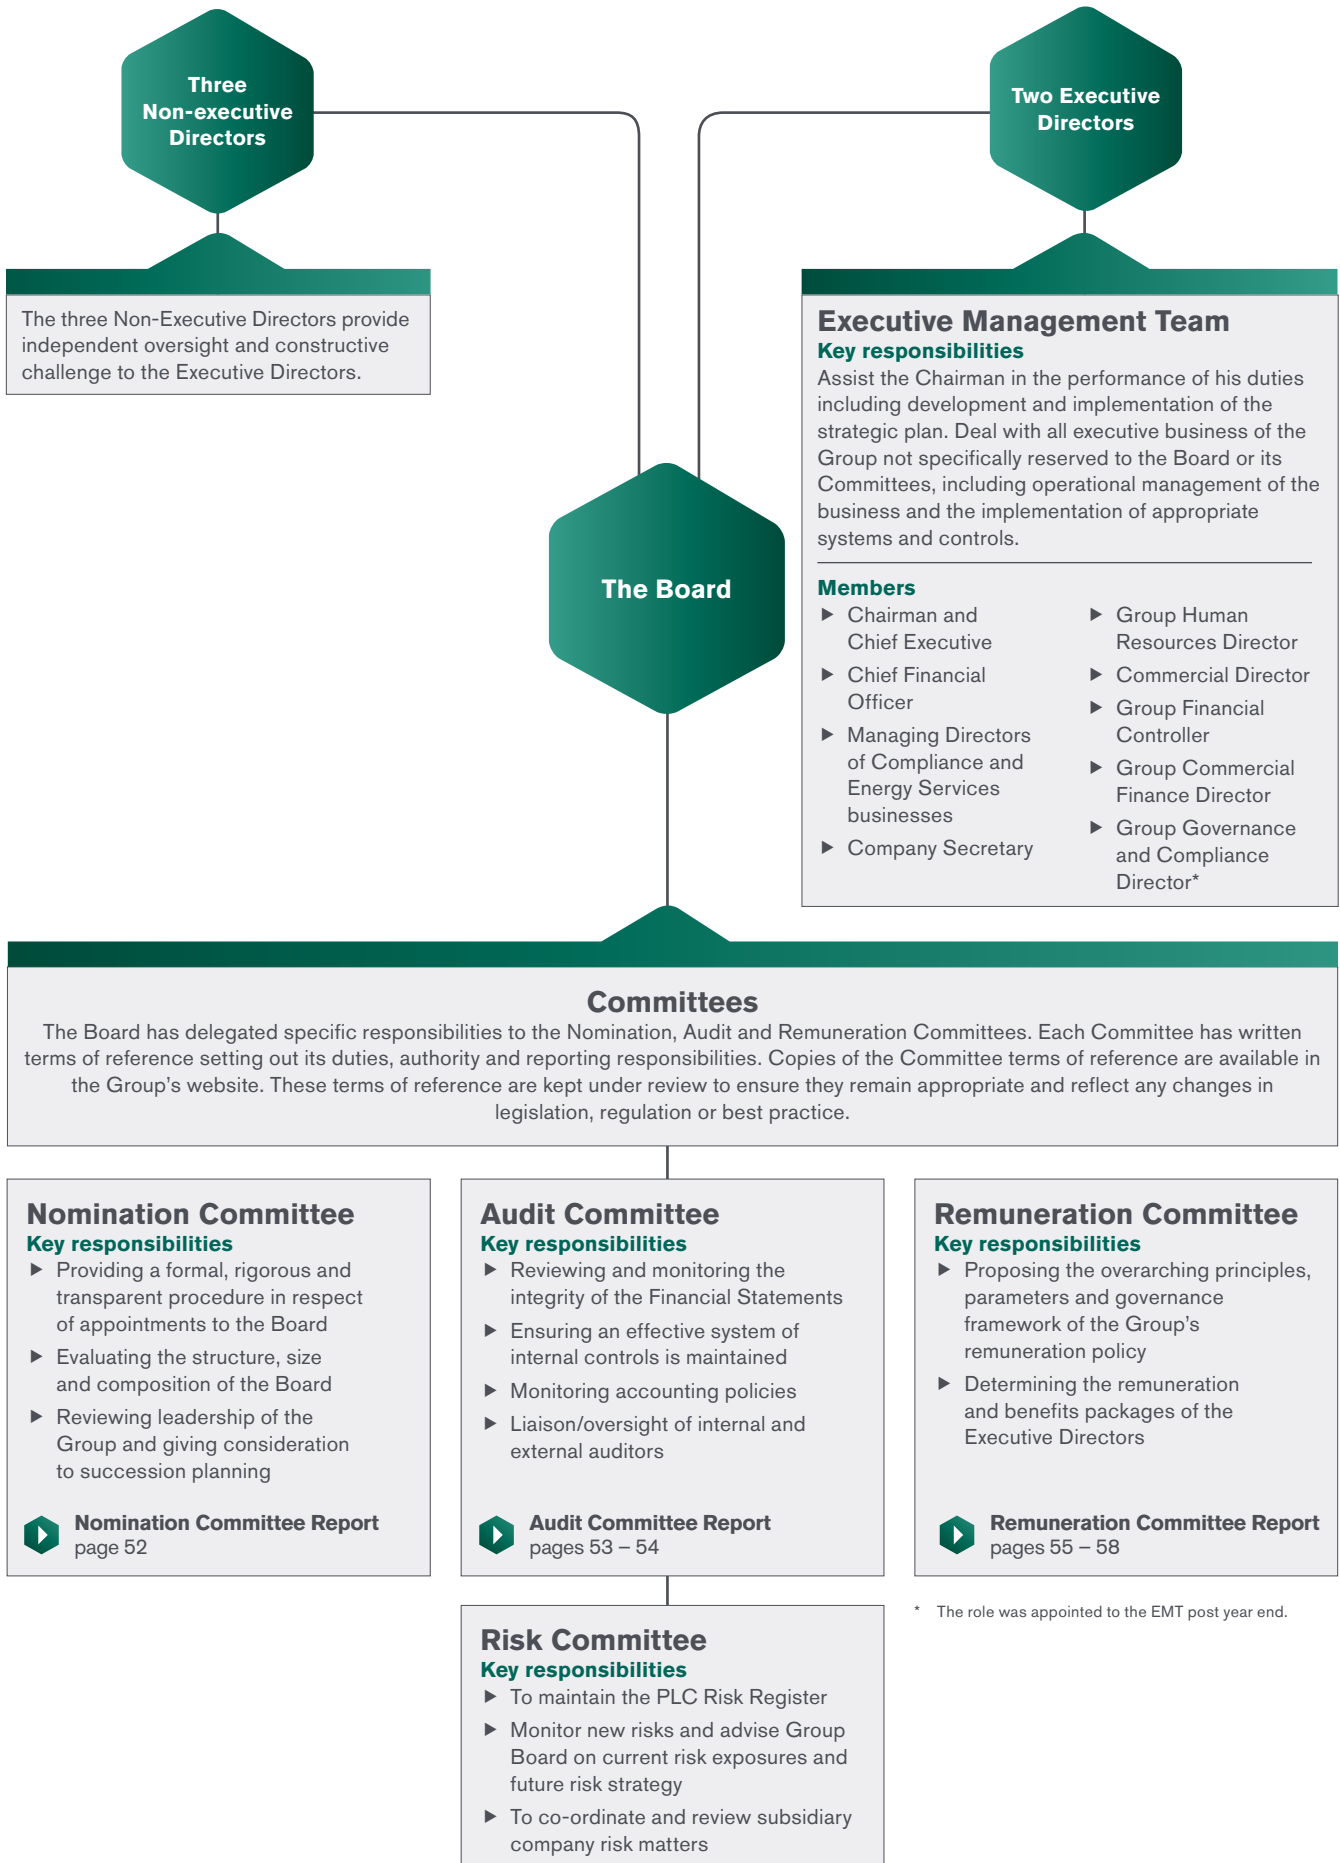 Three
Non-executive
Directors
Two Executive
Directors
The three Non-Executive Directors provide
independent oversight and constructive
challenge to the Executive Directors.
Executive Management Team
Key responsibilities
Assist the Chairman in the performance of his duties
including development and implementation of the
strategic plan. Deal with all executive business of the
Group not specifically reserved to the Board or its
Committees, including operational management of the
business and the implementation of appropriate
systems and controls.
Members
▶ Chairman and
Chief Executive
▶ Chief Financial
Officer
▶ Managing Directors
of Compliance and
Energy Services
businesses
▶ Company Secretary
▶ Group Human
Resources Director
▶ Commercial Director
▶ Group Financial
Controller
▶ Group Commercial
Finance Director
▶ Group Governance
and Compliance
Director*
The Board
Committees
The Board has delegated specific responsibilities to the Nomination, Audit and Remuneration Committees. Each Committee has written
terms of reference setting out its duties, authority and reporting responsibilities. Copies of the Committee terms of reference are available in
the Group's website. These terms of reference are kept under review to ensure they remain appropriate and reflect any changes in
legislation, regulation or best practice.
Nomination Committee
Key responsibilities
▶ Providing a formal, rigorous and
transparent procedure in respect
of appointments to the Board
▶ Evaluating the structure, size
and composition of the Board
▶ Reviewing leadership of the
Group and giving consideration
to succession planning
Nomination Committee Report
page 52
Audit Committee
Key responsibilities
▶ Reviewing and monitoring the
integrity of the Financial Statements
▶ Ensuring an effective system of
internal controls is maintained
▶ Monitoring accounting policies
▶ Liaison/oversight of internal and
external auditors
Audit Committee Report
pages 53 – 54
Remuneration Committee
Key responsibilities
▶ Proposing the overarching principles,
parameters and governance
framework of the Group's
remuneration policy
▶ Determining the remuneration
and benefits packages of the
Executive Directors
Remuneration Committee Report
pages 55 – 58
* The role was appointed to the EMT post year end.
Risk Committee
Key responsibilities
▶ To maintain the PLC Risk Register
▶ Monitor new risks and advise Group
Board on current risk exposures and
future risk strategy
▶ To co-ordinate and review subsidiary
company risk matters